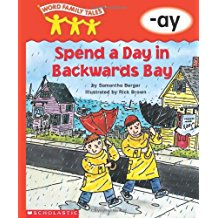 WORD FAMILY TALES
-ay
Spend a Day in
Backwards Bay
by Samantha Berger
Illustrated by Rick Brown
SCHOLASTIC